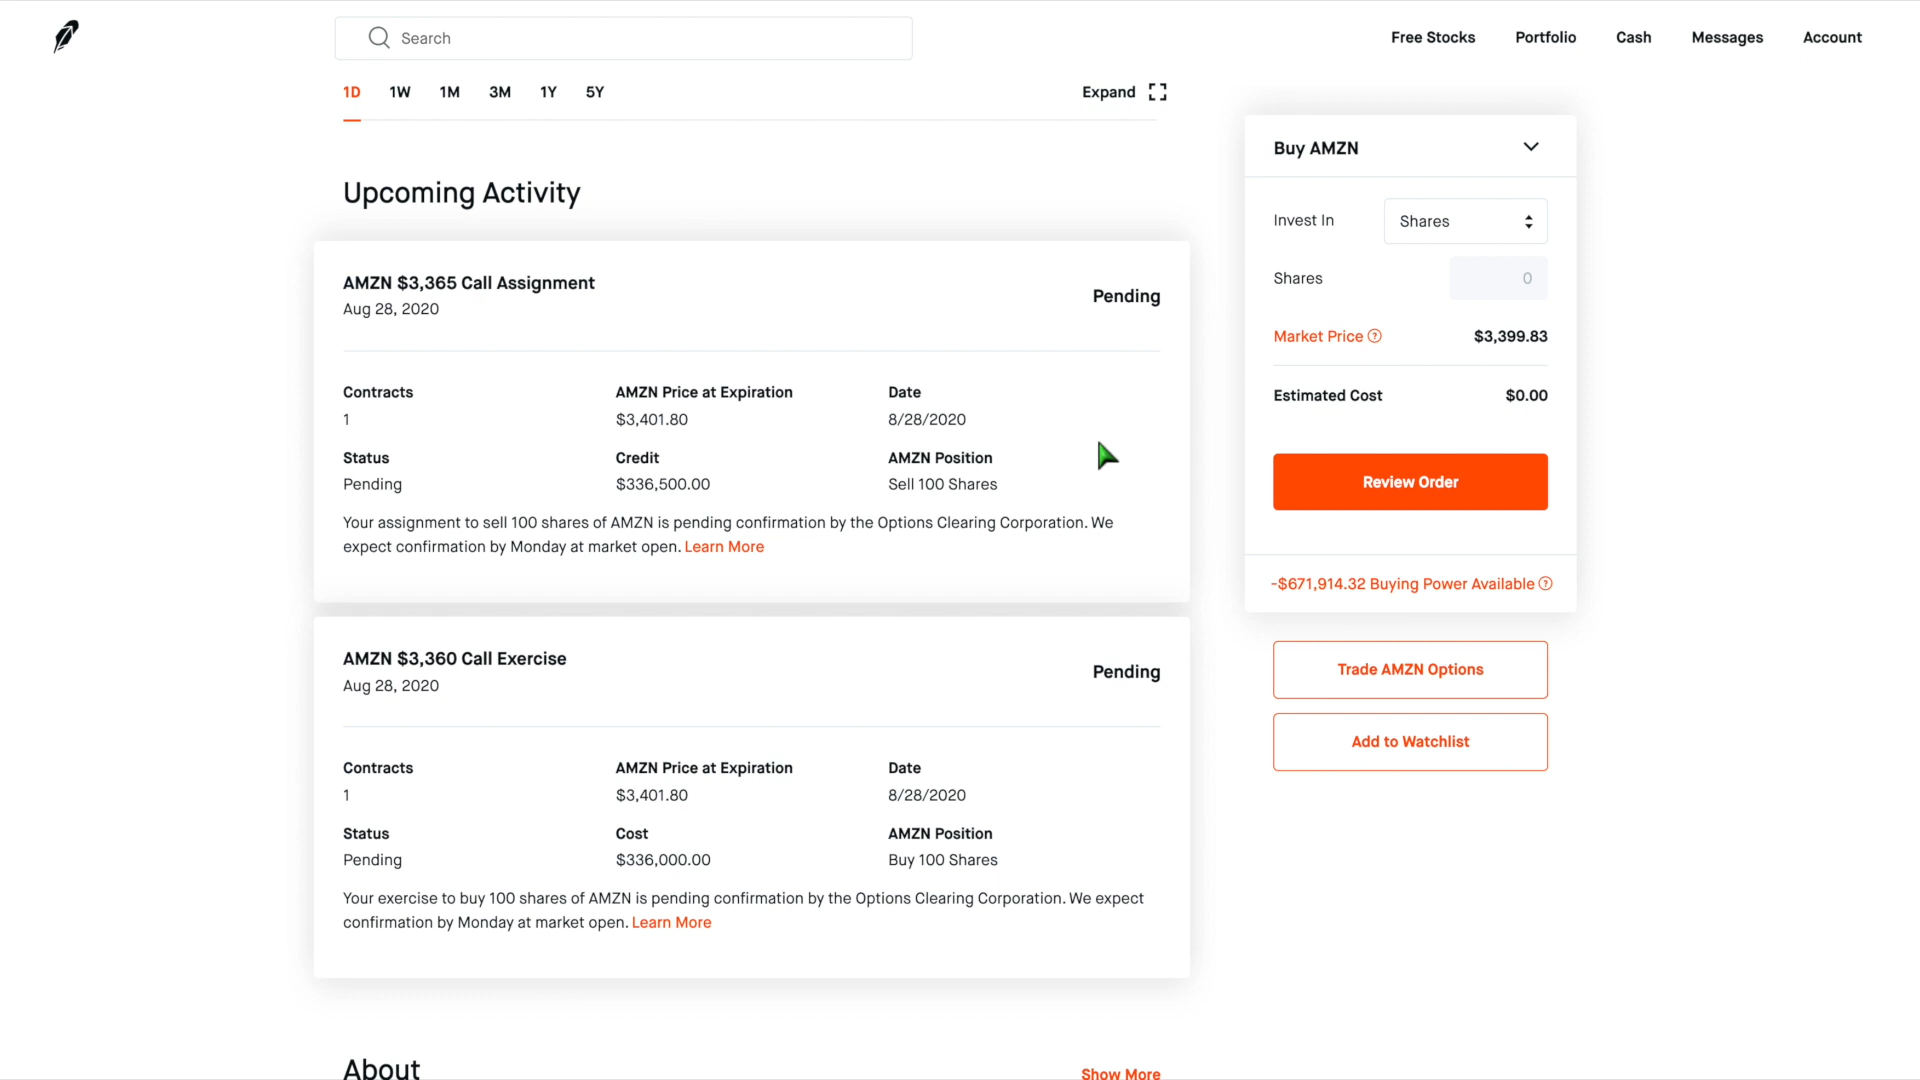 Search
Free Stocks
Portfolio
Cash
Messages
Account
1D
1W
1M
3M
1Y
5Y
Expand
Upcoming Activity
AMZN $3,365 Call Assignment
Aug 28, 2020
Pending
Contracts
AMZN Price at Expiration
Date
1
$3,401.80
8/28/2020
Status
Credit
AMZN Position
Pending
$336,500.00
Sell 100 Shares
Your assignment to sell 100 shares of AMZN is pending confirmation by the Options Clearing Corporation. We
expect confirmation by Monday at market open. Learn More
AMZN $3,360 Call Exercise
Aug 28, 2020
Pending
Contracts
AMZN Price at Expiration
Date
1
$3,401.80
8/28/2020
Status
Cost
AMZN Position
Pending
$336,000.00
Buy 100 Shares
Your exercise to buy 100 shares of AMZN is pending confirmation by the Options Clearing Corporation. We expect
confirmation by Monday at market open. Learn More
About
Show More
Buy AMZN
Invest In
Shares
Shares
0
Market Price ?
$3,399.83
Estimated Cost
$0.00
Review Order
-$671,914.32 Buying Power Available ?
Trade AMZN Options
Add to Watchlist